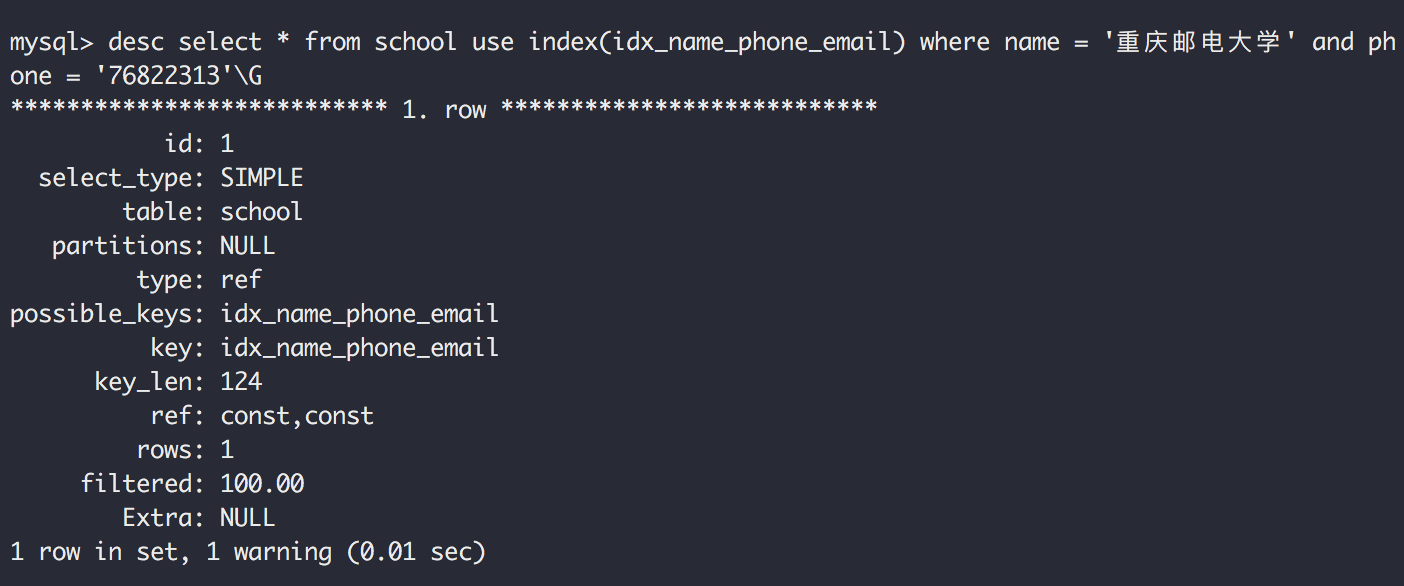 mysql> desc select * from school use index(idx_name_phone_email) where name = '重庆邮电大学' and ph
one = '76822313'\G
*************************** 1. row ***************************
id: 1
select_type: SIMPLE
table: school
partitions: NULL
type: ref
possible_keys: idx_name_phone_email
key: idx_name_phone_email
key_len: 124
ref: const,const
rows: 1
filtered: 100.00
Extra: NULL
1 row in set, 1 warning (0.01 sec)